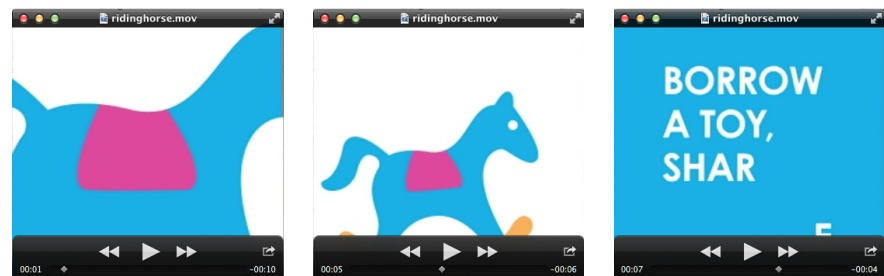 ridinghorse.mov
00:01 -00:10
ridinghorse.mov
00:05 -00:06
ridinghorse.mov
BORROW
A TOY,
SHAR
E
00:07 -00:04